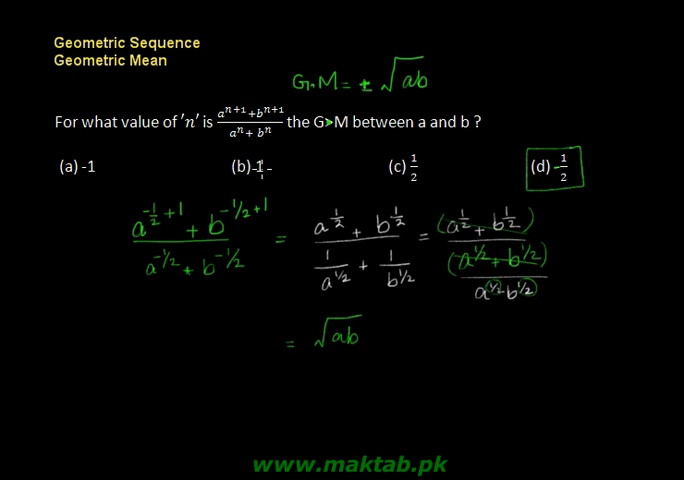 Geometric Sequence
Geometric Mean
G.M = ± √ab
For what value of 'n' is (a^(n+1) + b^(n+1))/(a^n + b^n) the G.M between a and b ?
(a) -1 (b) 1 (c) 1/2 (d) -1/2
(a^(-1/2+1) + b^(-1/2+1))/(a^(-1/2) + b^(-1/2)) = (a^(1/2) + b^(1/2))/(1/a^(1/2) + 1/b^(1/2)) = (a^(1/2) + b^(1/2))/((a^(1/2) + b^(1/2))/(a^(1/2) b^(1/2)))
= √ab
www.maktab.pk